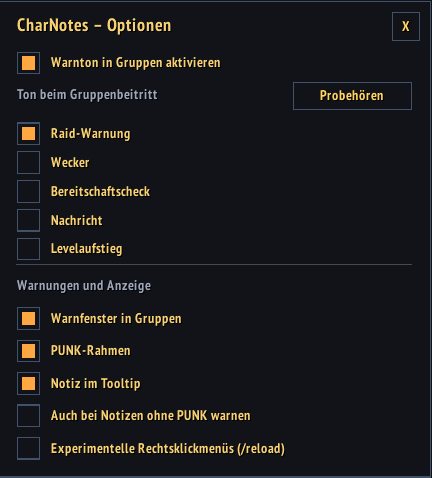 CharNotes – Optionen
X
Warnton in Gruppen aktivieren
Ton beim Gruppenbeitritt
Probehören
Raid-Warnung
Wecker
Bereitschaftscheck
Nachricht
Levelaufstieg
Warnungen und Anzeige
Warnfenster in Gruppen
PUNK-Rahmen
Notiz im Tooltip
Auch bei Notizen ohne PUNK warnen
Experimentelle Rechtsklickmenüs (/reload)